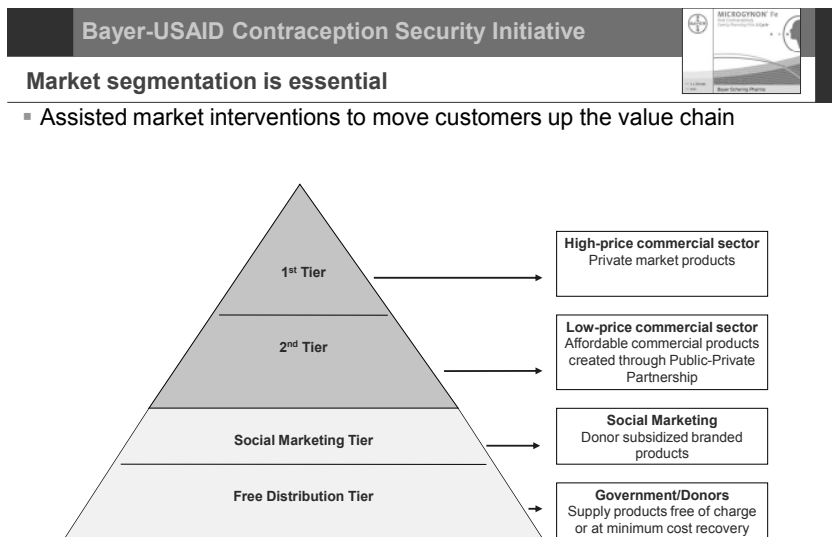 Bayer-USAID Contraception Security Initiative
MICROGYNON Fe
Market segmentation is essential
Assisted market interventions to move customers up the value chain
1st Tier
High-price commercial sector
Private market products
2nd Tier
Low-price commercial sector
Affordable commercial products
created through Public-Private
Partnership
Social Marketing Tier
Social Marketing
Donor subsidized branded
products
Free Distribution Tier
Government/Donors
Supply products free of charge
or at minimum cost recovery